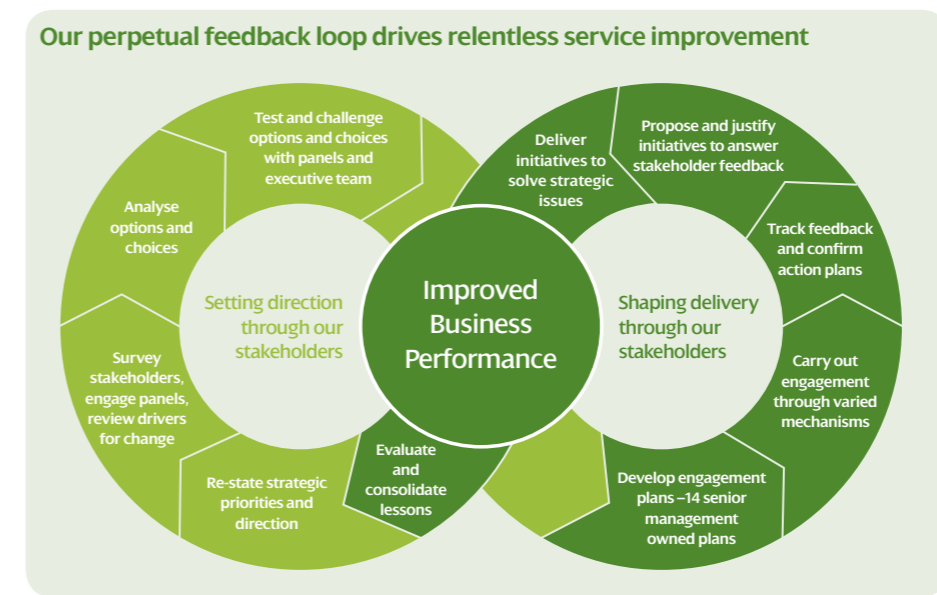 Our perpetual feedback loop drives relentless service improvement
Test and challenge
options and choices
with panels and
executive team
Analyse
options and
choices
Survey
stakeholders,
engage panels,
review drivers
for change
Re-state strategic
priorities and
direction
Evaluate
and
consolidate
lessons
Setting direction
through our
stakeholders
Improved
Business
Performance
Shaping delivery
through our
stakeholders
Deliver
initiatives to
solve strategic
issues
Propose and justify
initiatives to answer
stakeholder feedback
Track feedback
and confirm
action plans
Carry out
engagement
through varied
mechanisms
Develop engagement
plans –14 senior
management
owned plans